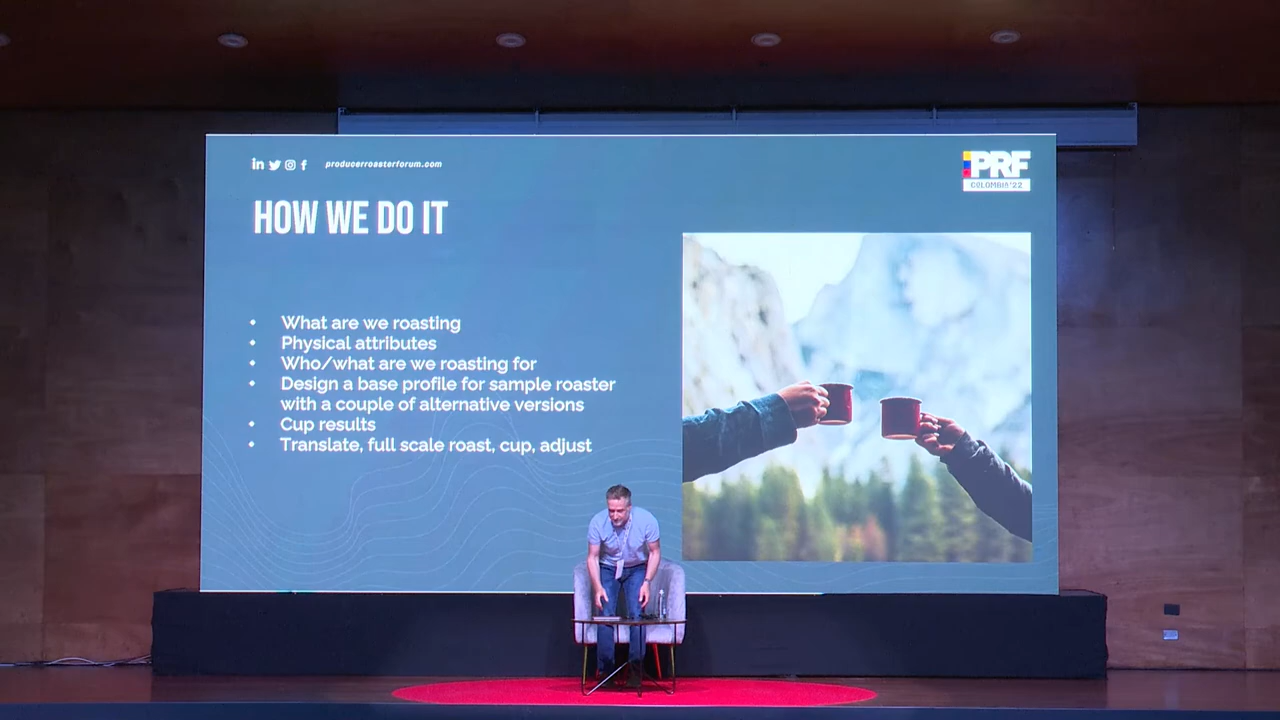 in f producerroasterforum.com
PRF
COLOMBIA'22
HOW WE DO IT
• What are we roasting
• Physical attributes
• Who/what are we roasting for
• Design a base profile for sample roaster
with a couple of alternative versions
• Cup results
• Translate, full scale roast, cup, adjust